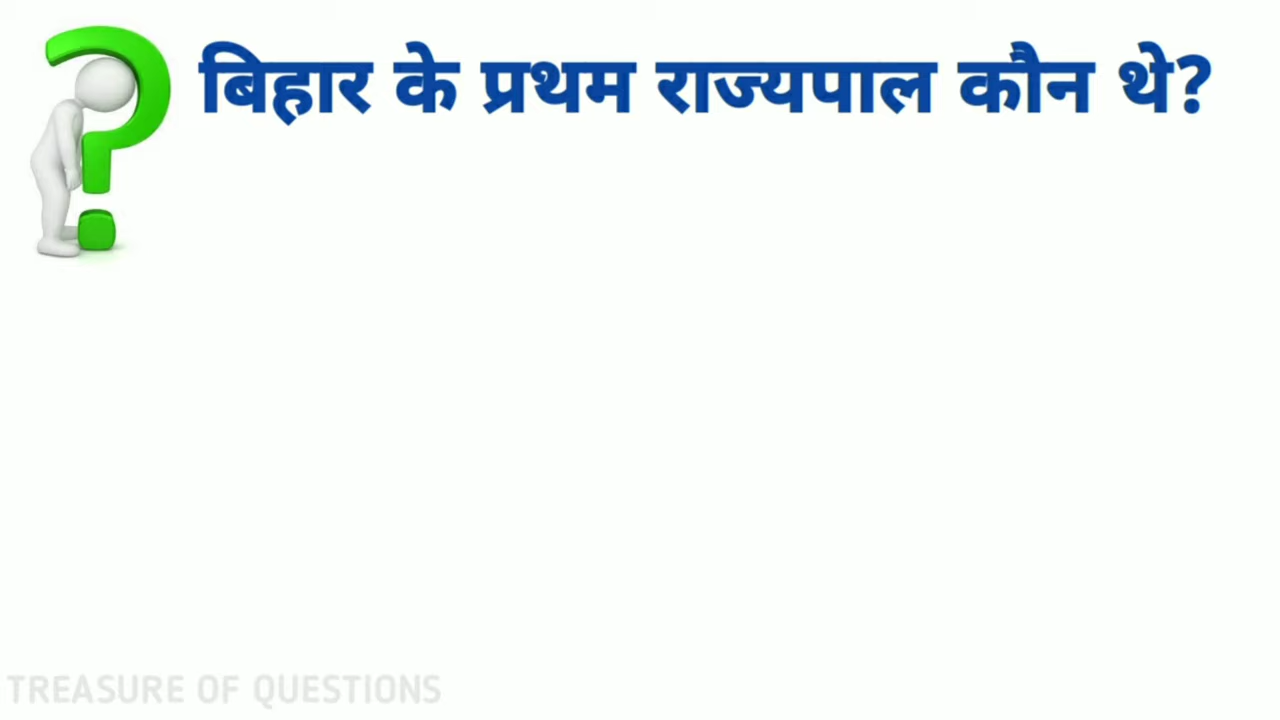 बिहार के प्रथम राज्यपाल कौन थे?
TREASURE OF QUESTIONS